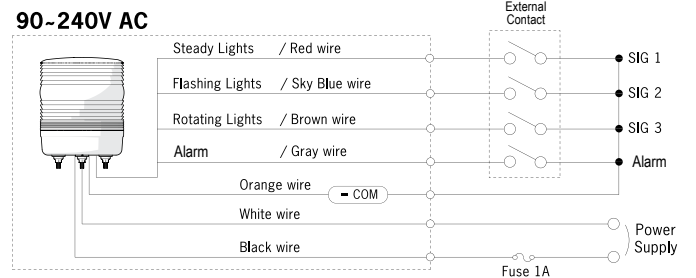 90~240V AC
External
Contact
Steady Lights / Red wire
SIG 1
Flashing Lights / Sky Blue wire
SIG 2
Rotating Lights / Brown wire
SIG 3
Alarm / Gray wire
Alarm
Orange wire
- COM
White wire
Power
Supply
Black wire
Fuse 1A